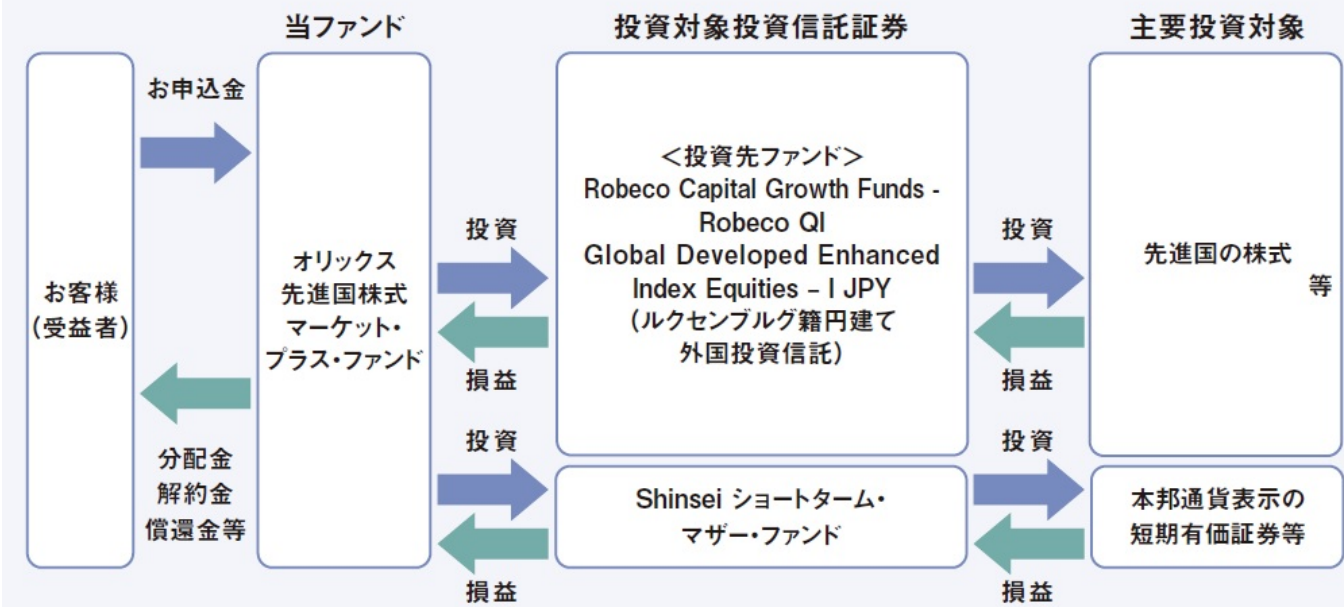 当ファンド
投資対象投資信託証券
主要投資対象
お申込金
お客様
(受益者)
分配金
解約金
償還金等
オリックス
先進国株式
マーケット・
プラス・ファンド
投資
損益
投資
損益
＜投資先ファンド＞
Robeco Capital Growth Funds -
Robeco QI
Global Developed Enhanced
Index Equities – I JPY
(ルクセンブルグ籍円建て
外国投資信託)
Shinsei ショートターム・
マザー・ファンド
投資
損益
投資
損益
先進国の株式
等
本邦通貨表示の
短期有価証券等